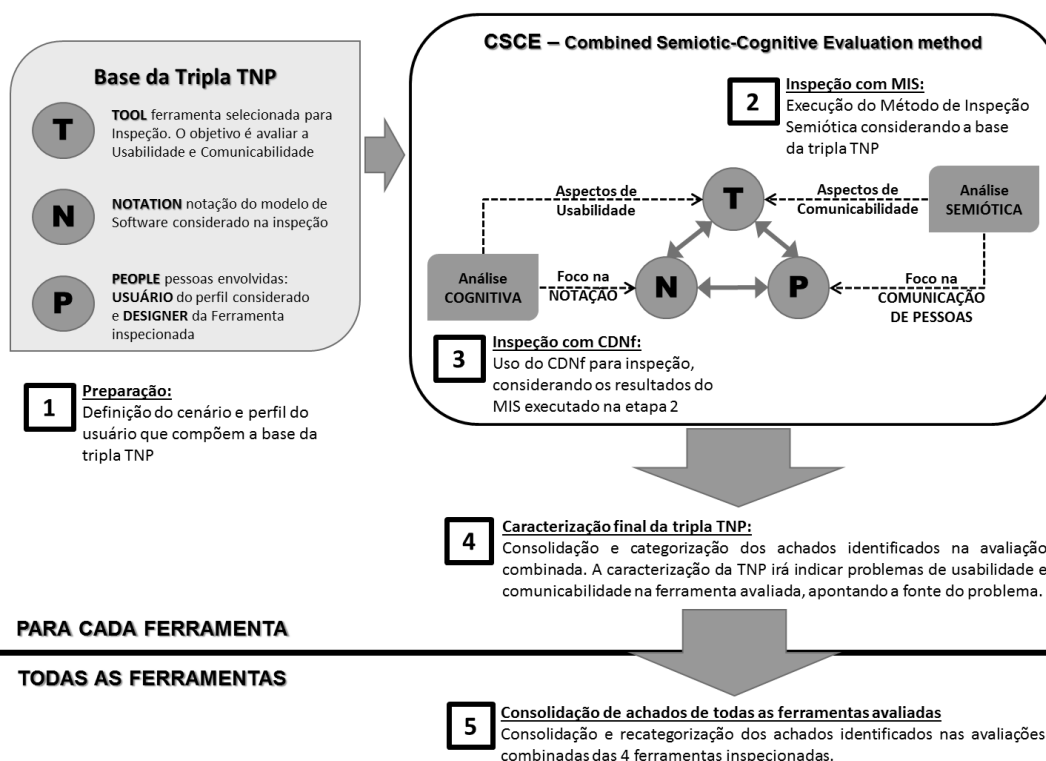 Base da Tripla TNP
T
TOOL ferramenta selecionada para
Inspeção. O objetivo é avaliar a
Usabilidade e Comunicabilidade
N
NOTATION notação do modelo de
Software considerado na inspeção
P
PEOPLE pessoas envolvidas:
USUÁRIO do perfil considerado
e DESIGNER da Ferramenta
inspecionada
1
Preparação:
Definição do cenário e perfil do
usuário que compõem a base da
tripla TNP
CSCE – Combined Semiotic-Cognitive Evaluation method
2
Inspeção com MIS:
Execução do Método de Inspeção
Semiótica considerando a base
da tripla TNP
Aspectos de
Usabilidade
T
Aspectos de
Comunicabilidade
Análise
SEMIÓTICA
Análise
COGNITIVA
Foco na
NOTAÇÃO
N
P
Foco na
COMUNICAÇÃO
DE PESSOAS
3
Inspeção com CDNf:
Uso do CDNf para inspeção,
considerando os resultados do
MIS executado na etapa 2
4
Caracterização final da tripla TNP:
Consolidação e categorização dos achados identificados na avaliação
combinada. A caracterização da TNP irá indicar problemas de usabilidade e
comunicabilidade na ferramenta avaliada, apontando a fonte do problema.
PARA CADA FERRAMENTA
TODAS AS FERRAMENTAS
5
Consolidação de achados de todas as ferramentas avaliadas
Consolidação e recategorização dos achados identificados nas avaliações
combinadas das 4 ferramentas inspecionadas.